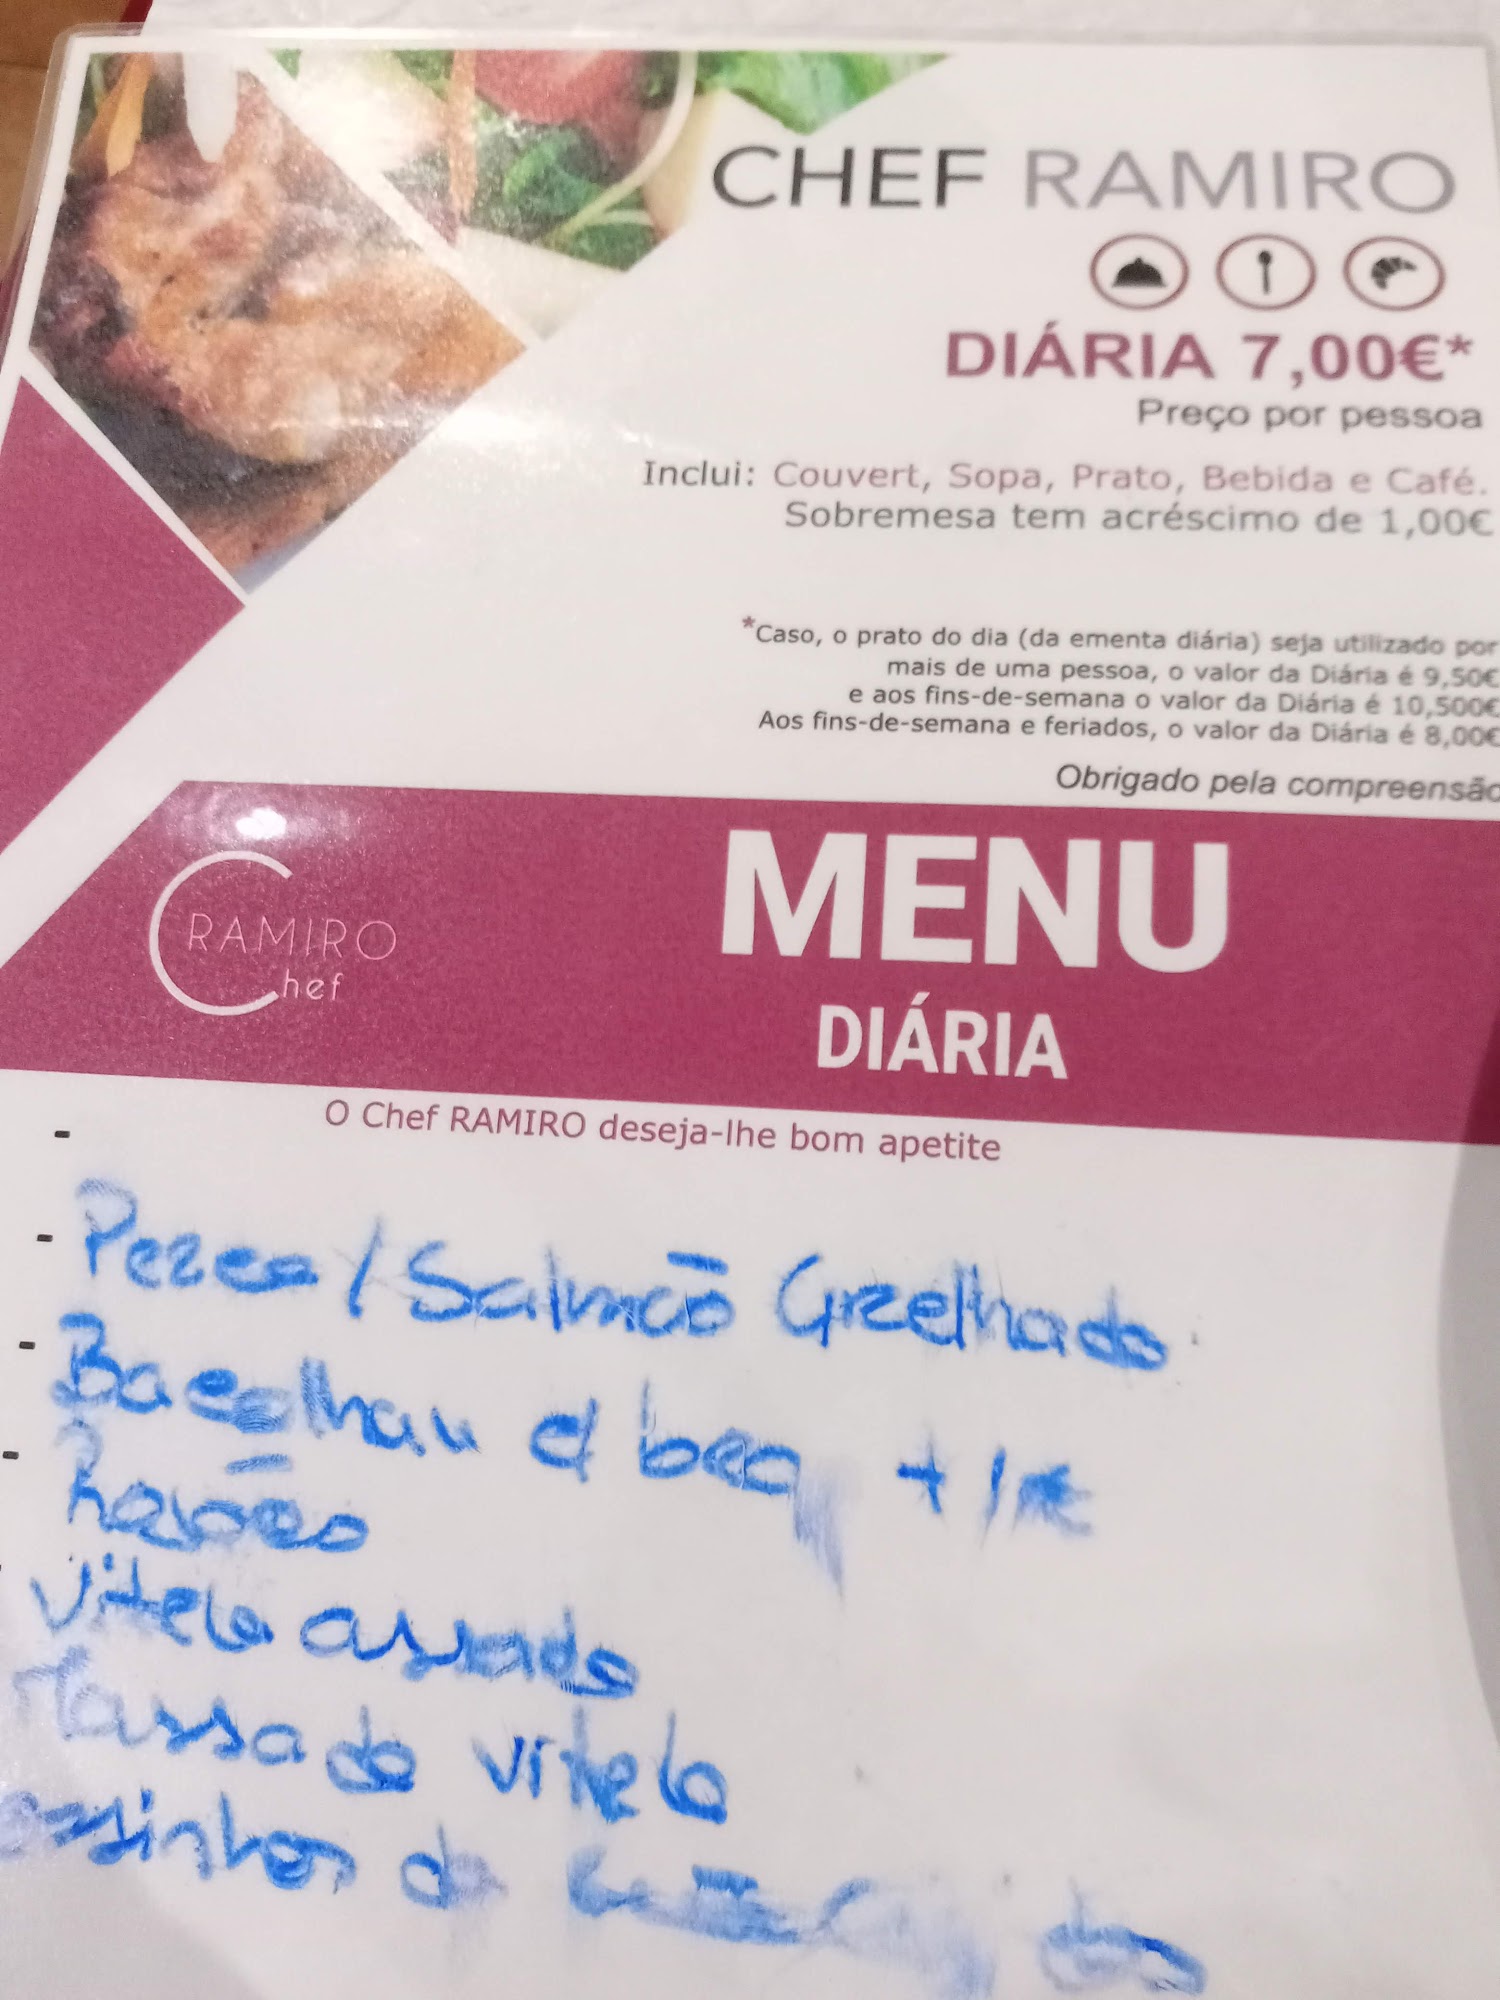 CHEF RAMIRO
DIÁRIA 7,00€*
Preço por pessoa
Inclui: Couvert, Sopa, Prato, Bebida e Café.
Sobremesa tem acréscimo de 1,00€
*Caso, o prato do dia (da ementa diária) seja utilizado por
mais de uma pessoa, o valor da Diária é 9,50€
e aos fins-de-semana o valor da Diária é 10,500€
Aos fins-de-semana e feriados, o valor da Diária é 8,00€
Obrigado pela compreensão
RAMIRO
Chef
MENU
DIÁRIA
O Chef RAMIRO deseja-lhe bom apetite
-
- / Salmão Grelhado
- Bacalhau c/ broa + 1€
-
Vitela assada
Massa de vitela